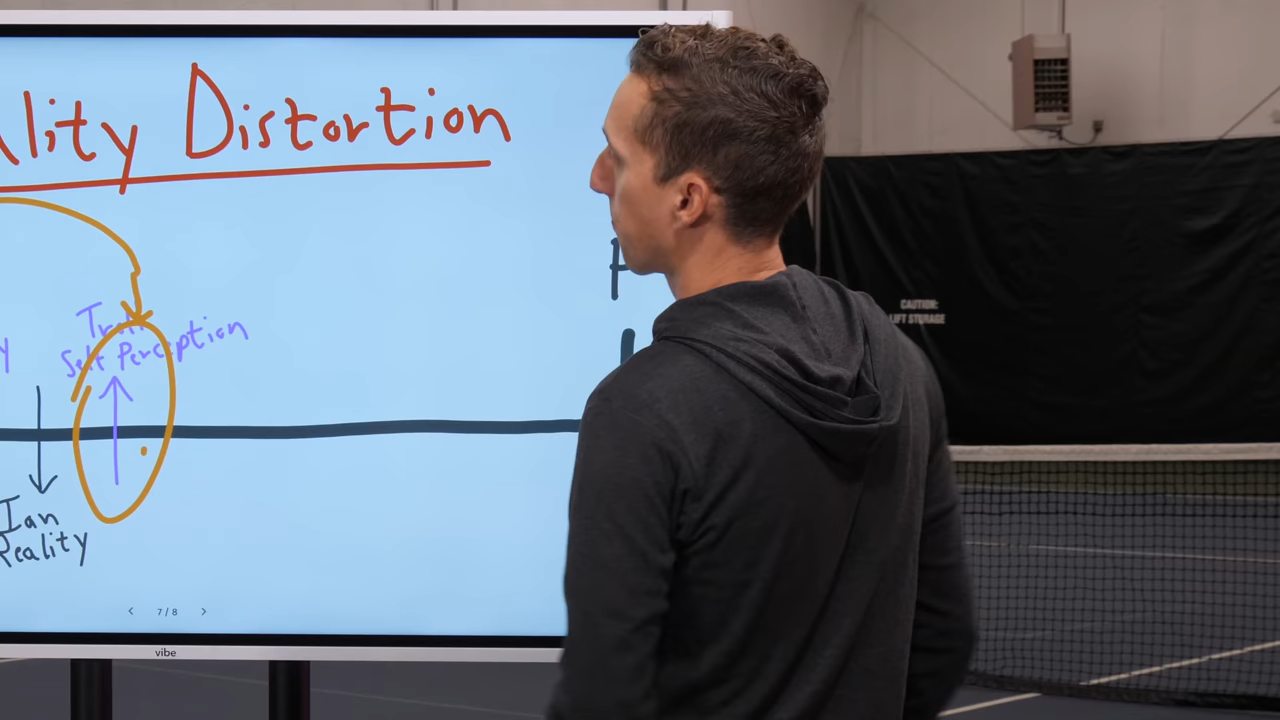 ality Distortion
Self Perception
Ian
Reality
7/8
vibe
CAUTION:
LIFT STORAGE